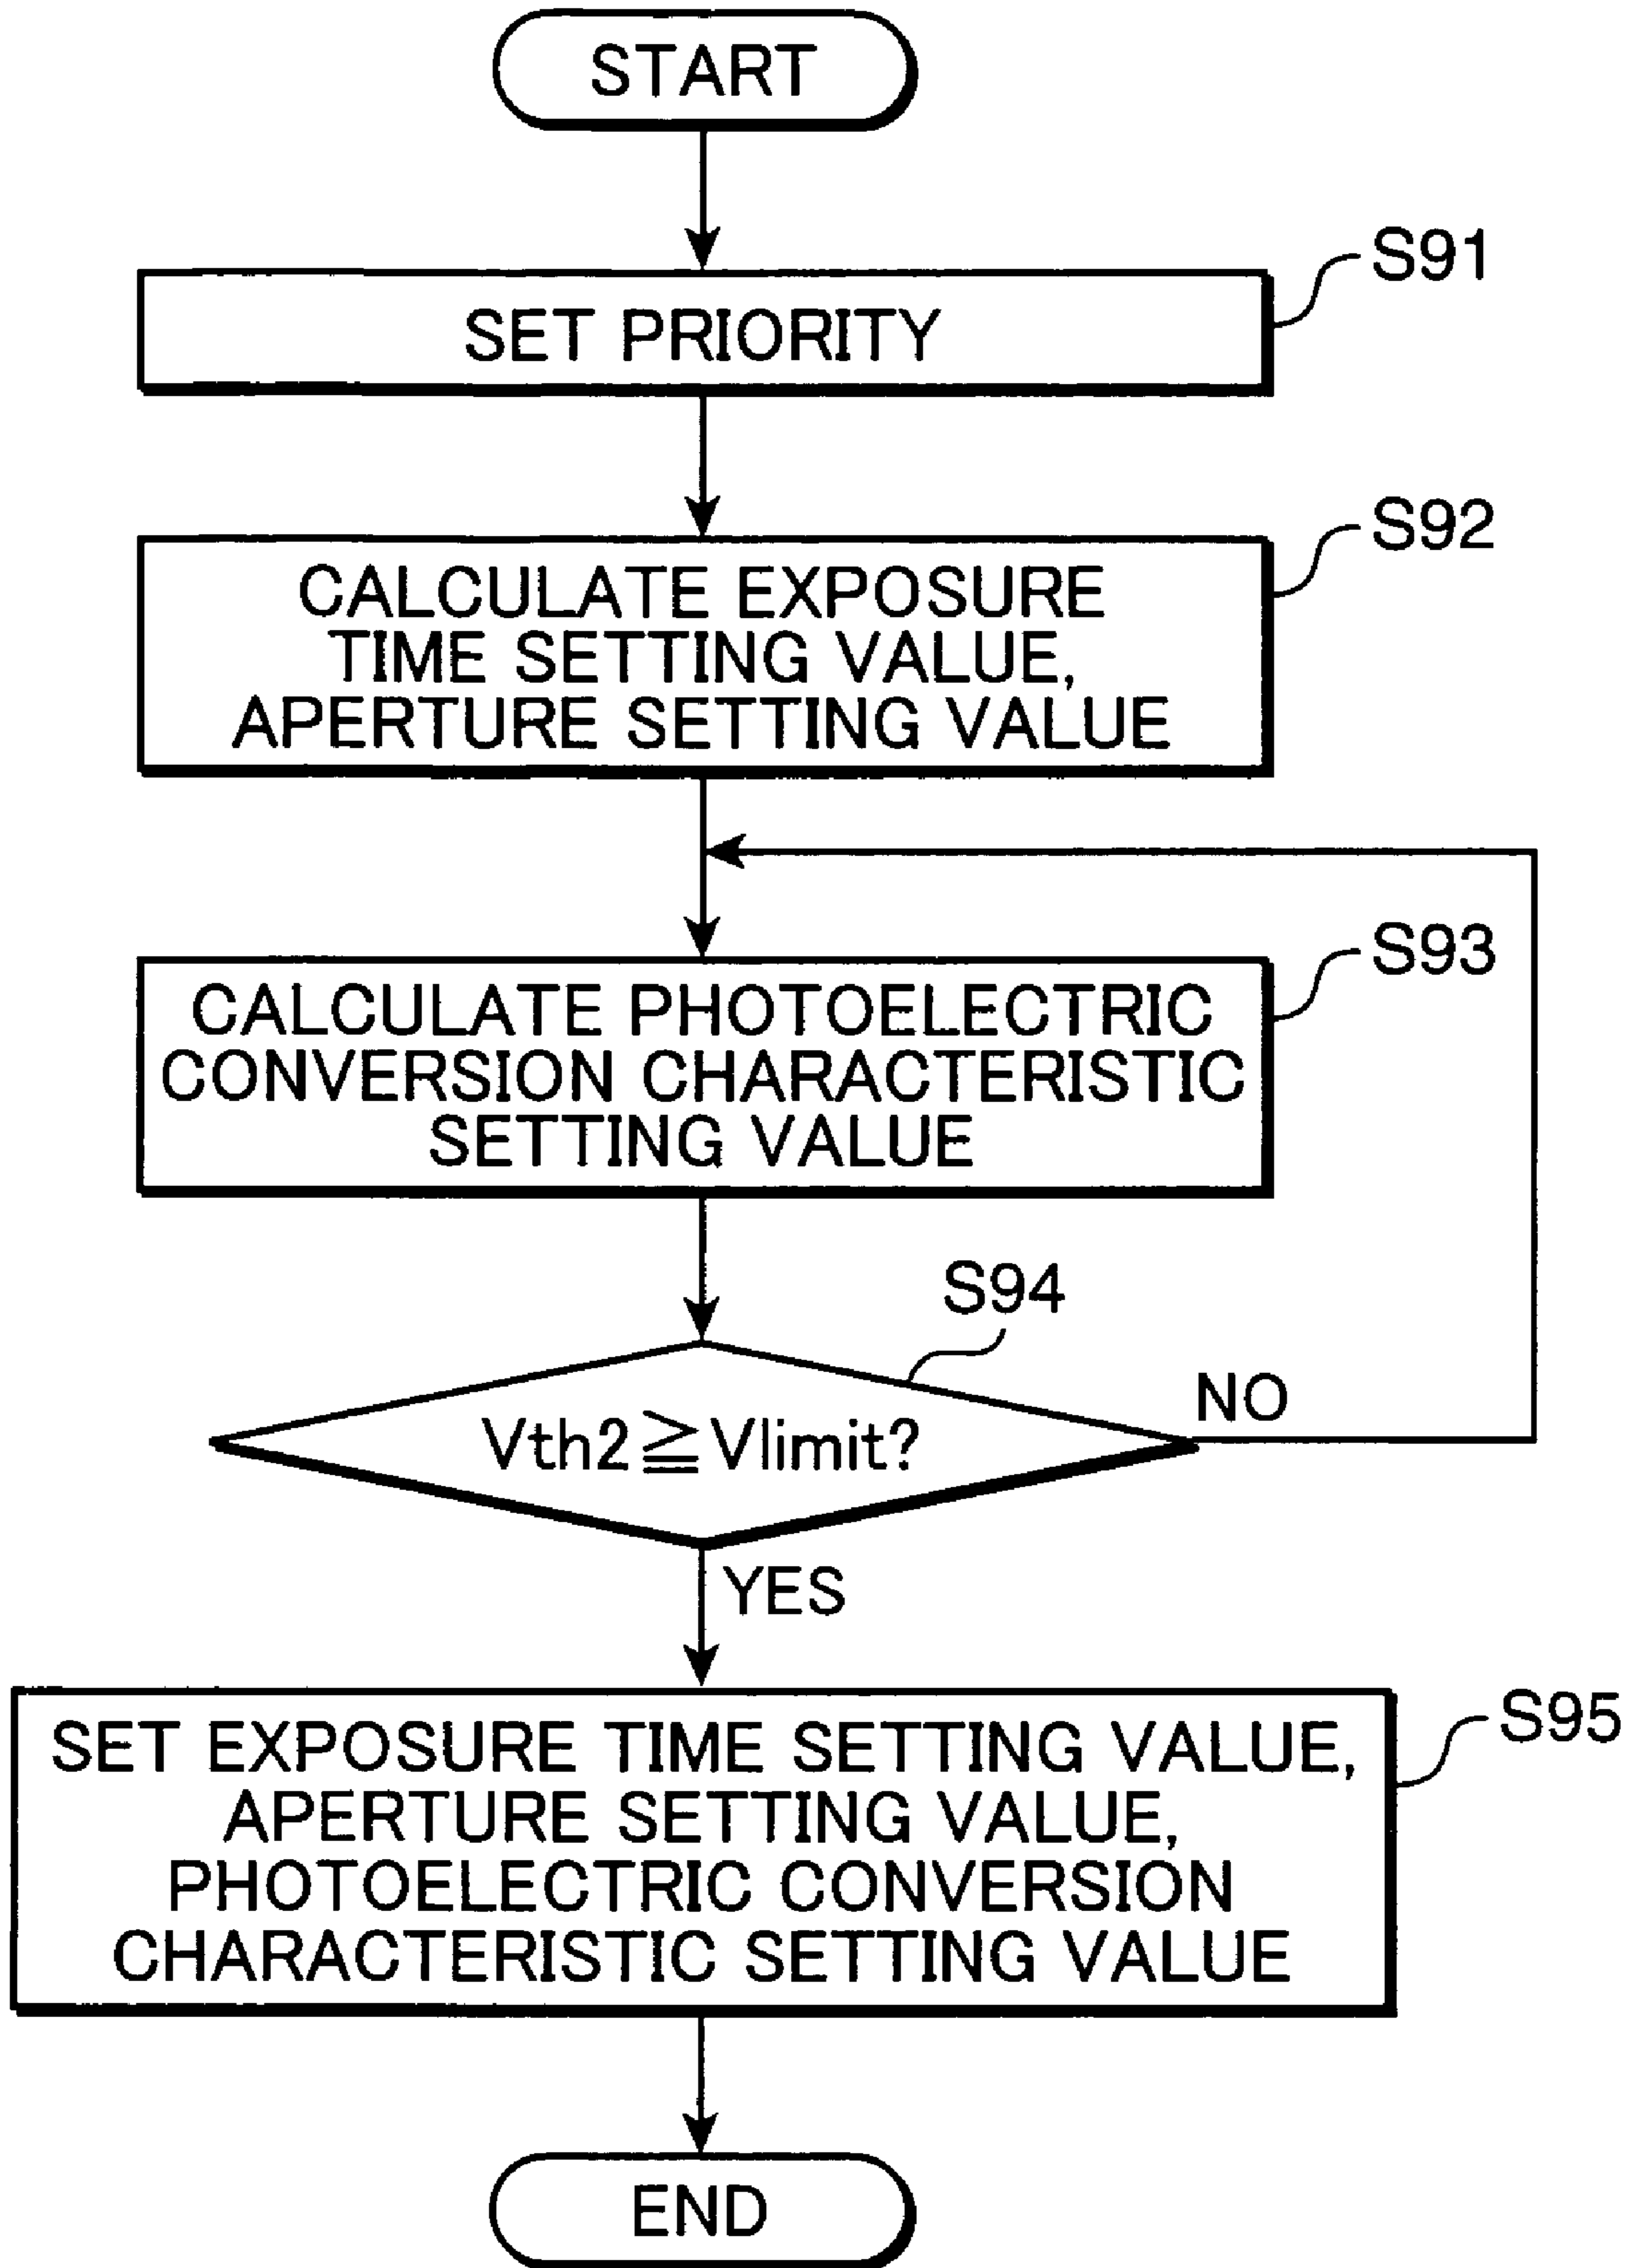 START
S91
SET PRIORITY
S92
CALCULATE EXPOSURE
TIME SETTING VALUE,
APERTURE SETTING VALUE
S93
CALCULATE PHOTOELECTRIC
CONVERSION CHARACTERISTIC
SETTING VALUE
S94
Vth2≧Vlimit?
NO
YES
S95
SET EXPOSURE TIME SETTING VALUE,
APERTURE SETTING VALUE,
PHOTOELECTRIC CONVERSION
CHARACTERISTIC SETTING VALUE
END